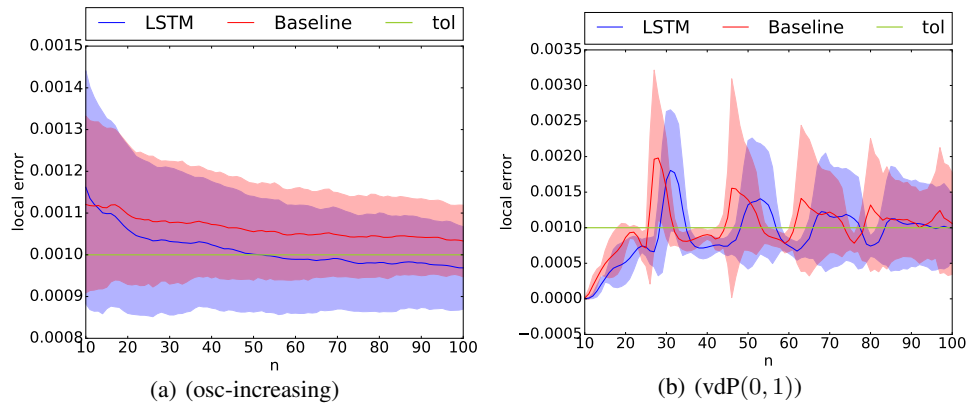 LSTM Baseline tol
0.0015
0.0014
0.0013
0.0012
0.0011
0.0010
0.0009
0.0008
local error
10 20 30 40 50 60 70 80 90 100
n
(a) (osc-increasing)
LSTM Baseline tol
0.0035
0.0030
0.0025
0.0020
0.0015
0.0010
0.0005
0.0000
−0.0005
local error
10 20 30 40 50 60 70 80 90 100
n
(b) (vdP(0, 1))